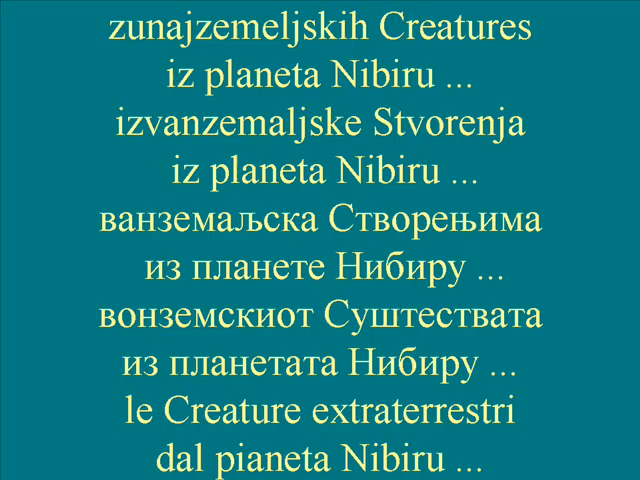 zunajzemeljskih Creatures
iz planeta Nibiru ...
izvanzemaljske Stvorenja
iz planeta Nibiru ...
ванземаљска Створењима
из планете Нибиру ...
вонземскиот Суштествата
из планетата Нибиру ...
le Creature extraterrestri
dal pianeta Nibiru ...